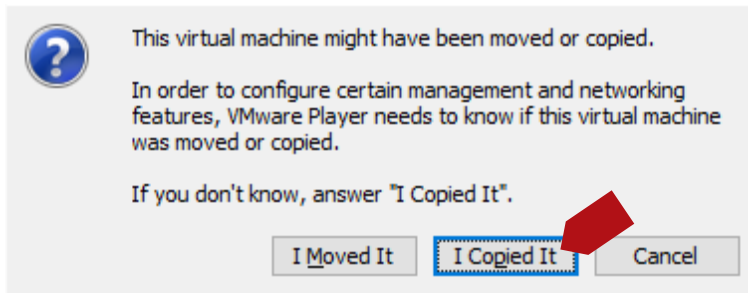 This virtual machine might have been moved or copied.
In order to configure certain management and networking
features, VMware Player needs to know if this virtual machine
was moved or copied.
If you don't know, answer "I Copied It".
I Moved It
I Copied It
Cancel